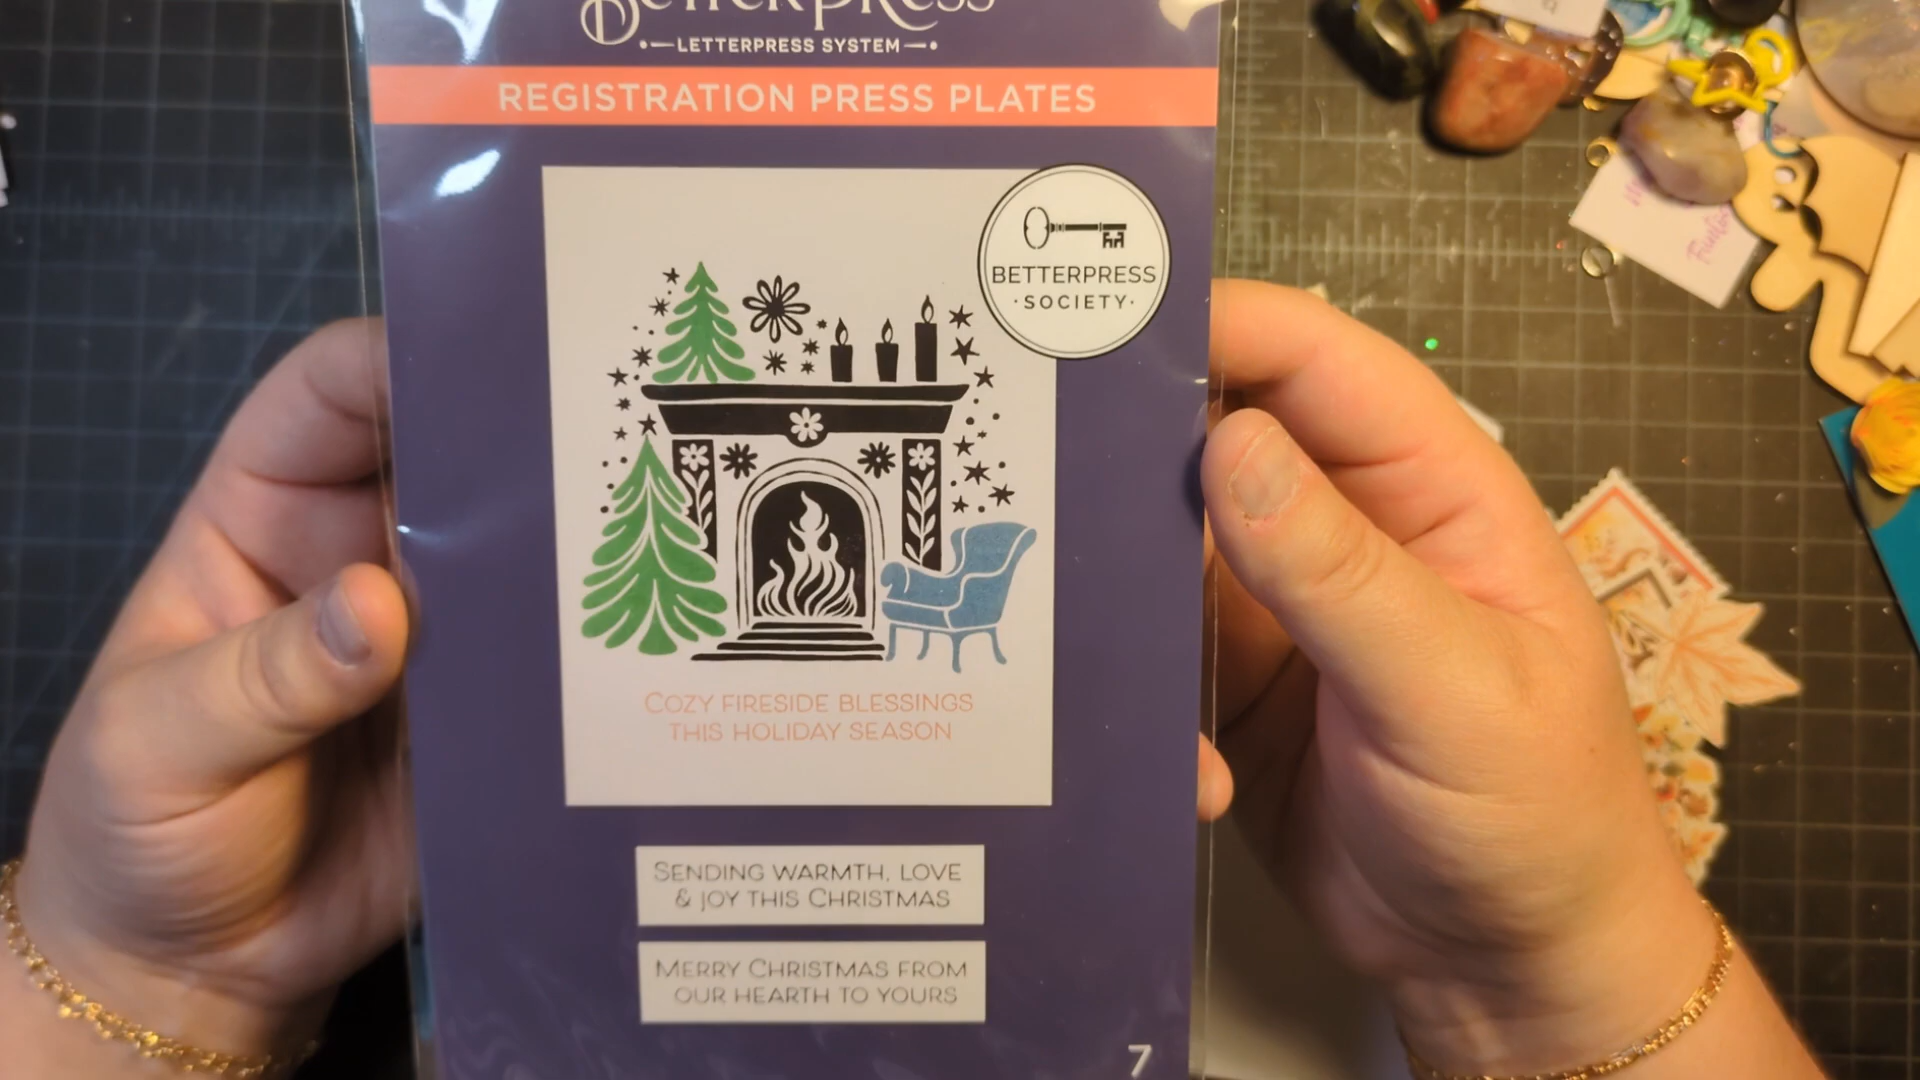 BETTERPRESS
LETTERPRESS SYSTEM
REGISTRATION PRESS PLATES
BETTERPRESS
·SOCIETY·
COZY FIRESIDE BLESSINGS
THIS HOLIDAY SEASON
SENDING WARMTH, LOVE
& JOY THIS CHRISTMAS
MERRY CHRISTMAS FROM
OUR HEARTH TO YOURS
7